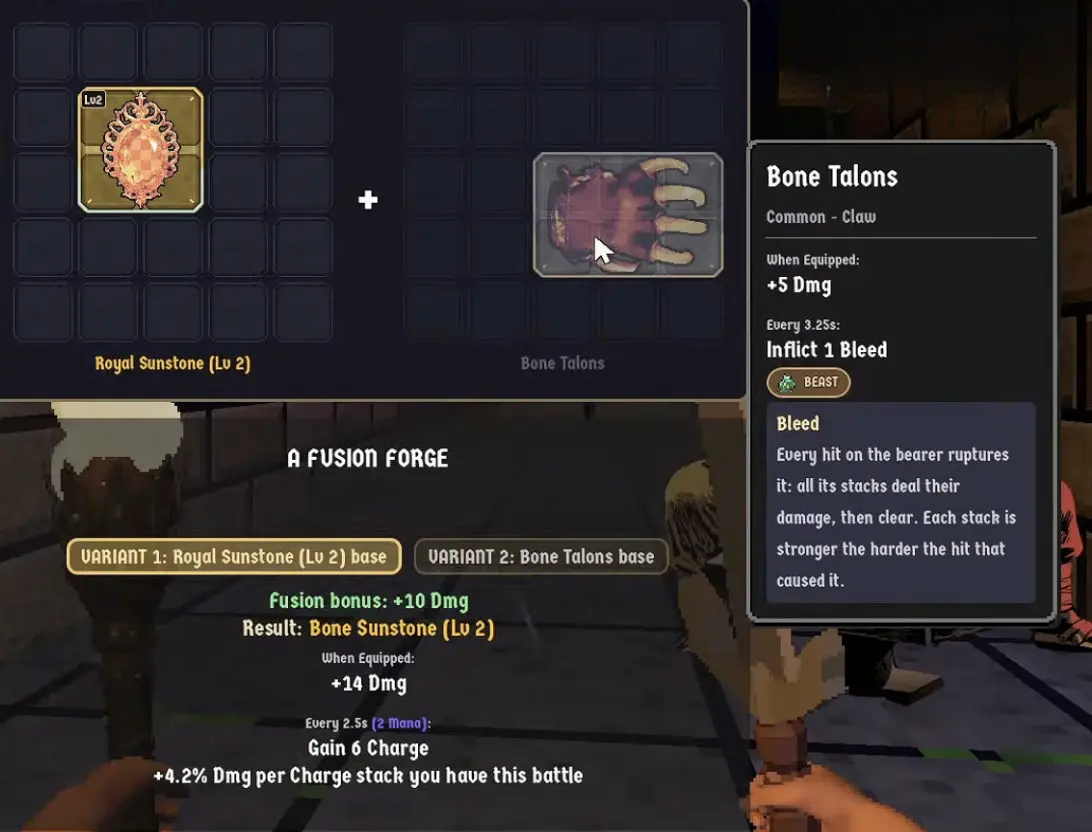 Lv2
+
Royal Sunstone (Lv 2)
Bone Talons
A FUSION FORGE
VARIANT 1: Royal Sunstone (Lv 2) base
VARIANT 2: Bone Talons base
Fusion bonus: +10 Dmg
Result: Bone Sunstone (Lv 2)
When Equipped:
+14 Dmg
Every 2.5s (2 Mana):
Gain 6 Charge
+4.2% Dmg per Charge stack you have this battle
Bone Talons
Common - Claw
When Equipped:
+5 Dmg
Every 3.25s:
Inflict 1 Bleed
BEAST
Bleed
Every hit on the bearer ruptures
it: all its stacks deal their
damage, then clear. Each stack is
stronger the harder the hit that
caused it.